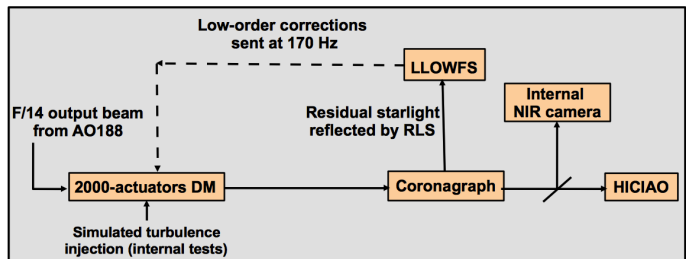 Low-order corrections
sent at 170 Hz
LLOWFS
Internal
NIR camera
F/14 output beam
from AO188
Residual starlight
reflected by RLS
2000-actuators DM
Coronagraph
HICIAO
Simulated turbulence
injection (internal tests)